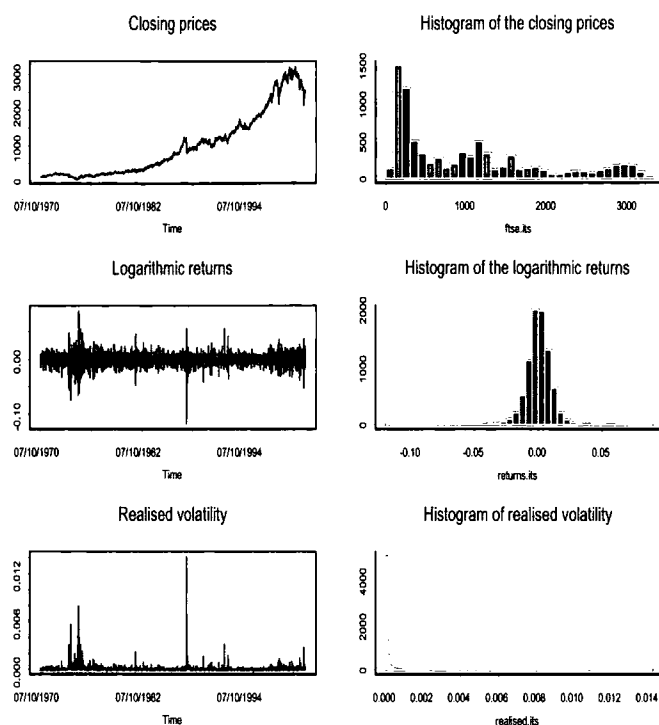 Closing prices
3000
2000
1000
0
07/10/1970 07/10/1982 07/10/1994
Time
Histogram of the closing prices
1500
1000
500
0
0 1000 2000 3000
ftse.its
Logarithmic returns
0.00
-0.10
07/10/1970 07/10/1982 07/10/1994
Time
Histogram of the logarithmic returns
2000
1000
0
-0.10 -0.05 0.00 0.05
returns.its
Realised volatility
0.012
0.006
0.000
07/10/1970 07/10/1982 07/10/1994
Time
Histogram of realised volatility
4000
2000
0
0.000 0.002 0.004 0.006 0.008 0.010 0.012 0.014
realised.its